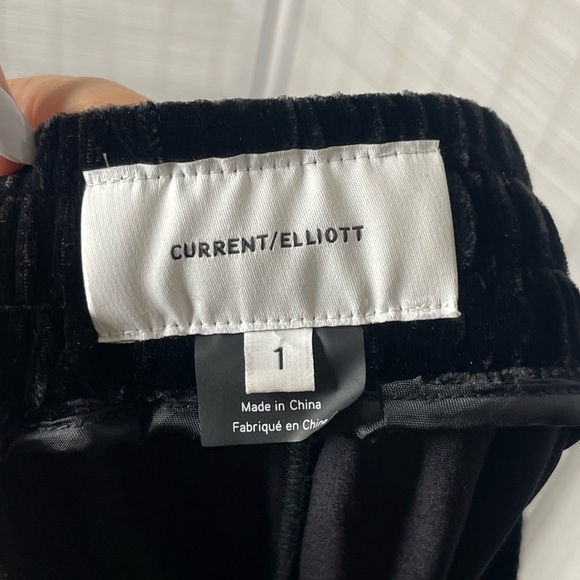 CURRENT/ELLIOTT
1
Made in China
Fabriqué en Chine